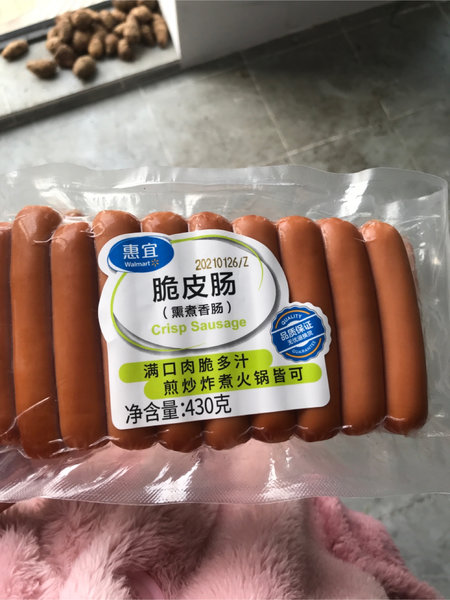 惠宜
Walmart
20210126/Z
脆皮肠
(熏煮香肠)
Crisp Sausage
QUALITY
品质保证
GUARANTEE
满口肉脆多汁
煎炒炸煮火锅皆可
净含量:430克